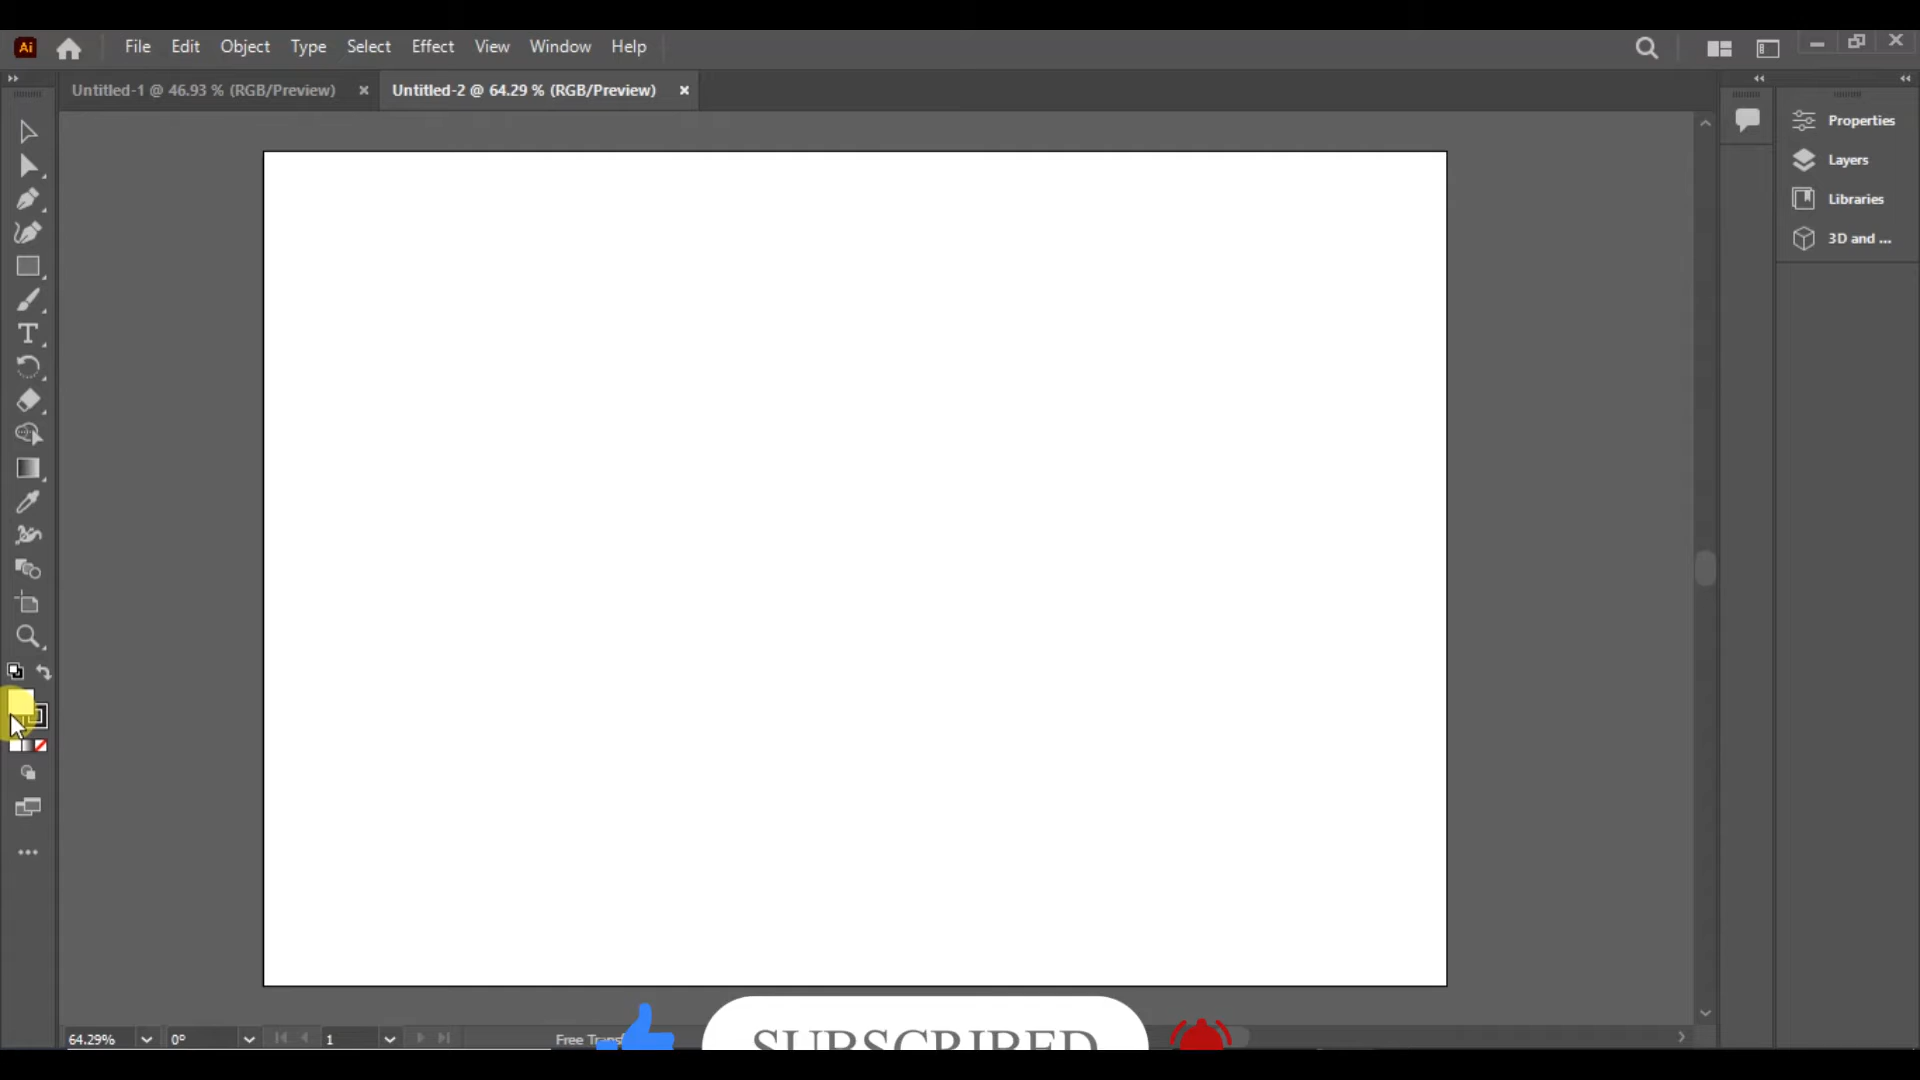 Ai File Edit Object Type Select Effect View Window Help
Untitled-1 @ 46.93 % (RGB/Preview) × Untitled-2 @ 64.29 % (RGB/Preview) ×
Properties
Layers
Libraries
3D and ...
64.29% 0° 1 Free
SUBSCRIBED